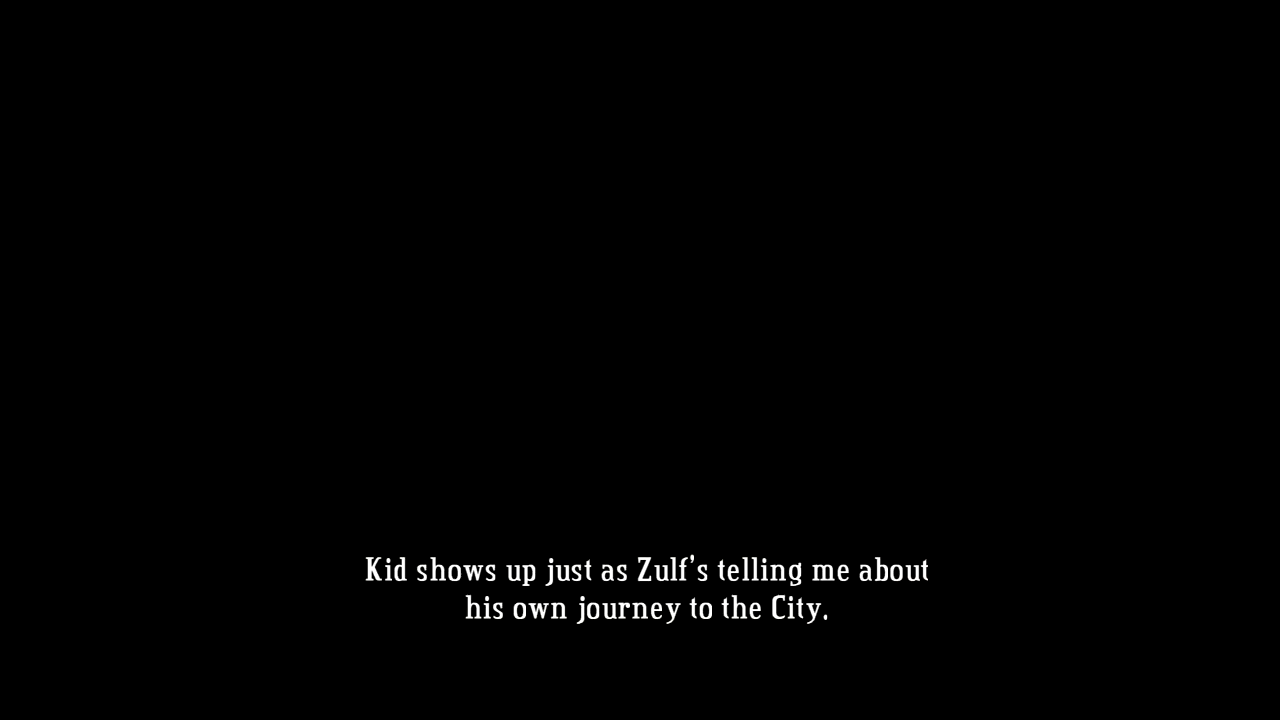 Kid shows up just as Zulf's telling me about
his own journey to the City.